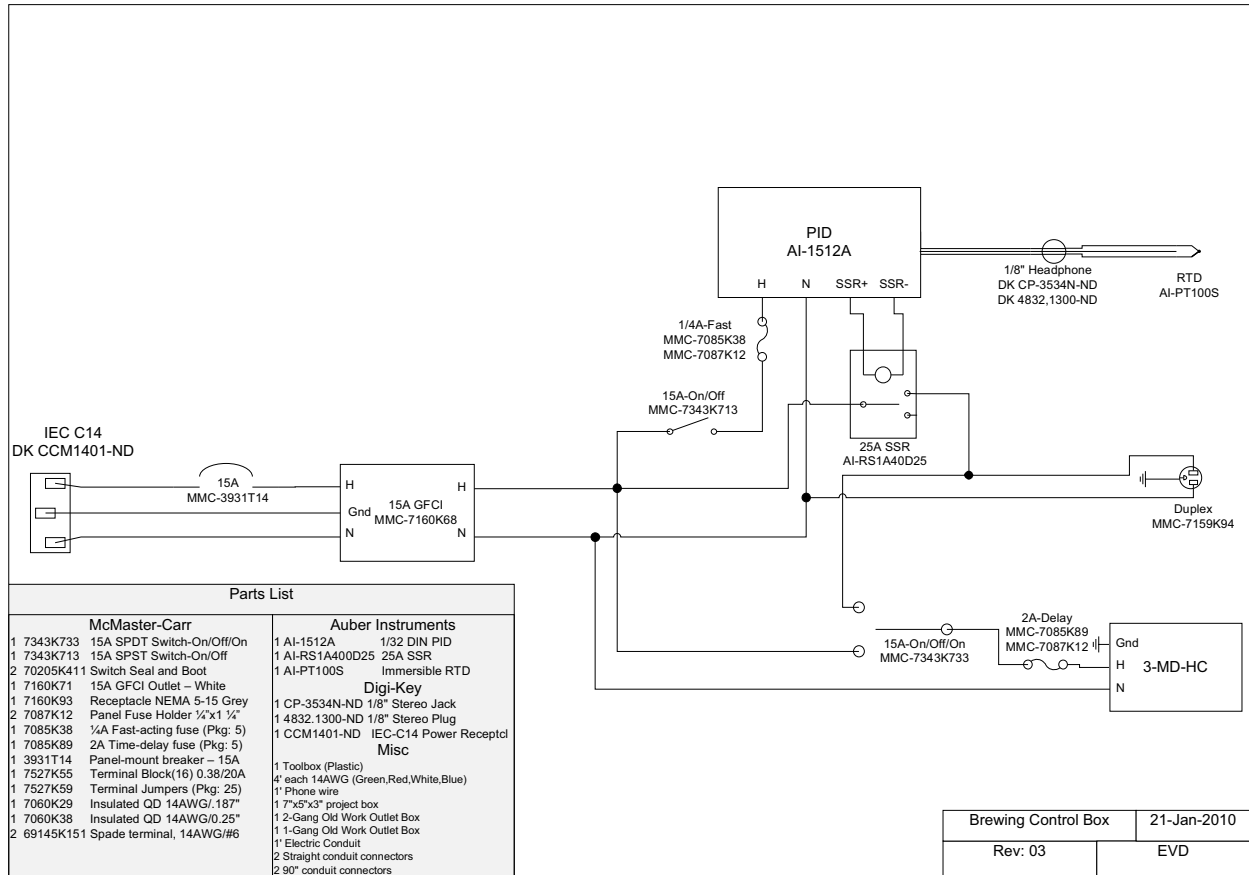 PID
AI-1512A
H N SSR+ SSR-
1/8" Headphone
DK CP-3534N-ND
DK 4832,1300-ND
RTD
AI-PT100S
1/4A-Fast
MMC-7085K38
MMC-7087K12
15A-On/Off
MMC-7343K713
25A SSR
AI-RS1A40D25
IEC C14
DK CCM1401-ND
15A
MMC-3931T14
H H
Gnd
15A GFCI
MMC-7160K68
N N
Duplex
MMC-7159K94
15A-On/Off/On
MMC-7343K733
2A-Delay
MMC-7085K89
MMC-7087K12
Gnd
H
N
3-MD-HC
Parts List
McMaster-Carr
1 7343K733 15A SPDT Switch-On/Off/On
1 7343K713 15A SPST Switch-On/Off
2 70205K411 Switch Seal and Boot
1 7160K71 15A GFCI Outlet – White
1 7160K93 Receptacle NEMA 5-15 Grey
2 7087K12 Panel Fuse Holder ¼"x1 ¼"
1 7085K38 ¼A Fast-acting fuse (Pkg: 5)
1 7085K89 2A Time-delay fuse (Pkg: 5)
1 3931T14 Panel-mount breaker – 15A
1 7527K55 Terminal Block(16) 0.38/20A
1 7527K59 Terminal Jumpers (Pkg: 25)
1 7060K29 Insulated QD 14AWG/.187"
1 7060K38 Insulated QD 14AWG/0.25"
2 69145K151 Spade terminal, 14AWG/#6
Auber Instruments
1 AI-1512A 1/32 DIN PID
1 AI-RS1A400D25 25A SSR
1 AI-PT100S Immersible RTD
Digi-Key
1 CP-3534N-ND 1/8" Stereo Jack
1 4832.1300-ND 1/8" Stereo Plug
1 CCM1401-ND IEC-C14 Power Receptcl
Misc
1 Toolbox (Plastic)
4' each 14AWG (Green,Red,White,Blue)
1' Phone wire
1 7"x5"x3" project box
1 2-Gang Old Work Outlet Box
1 1-Gang Old Work Outlet Box
1' Electric Conduit
2 Straight conduit connectors
2 90" conduit connectors
Brewing Control Box 21-Jan-2010
Rev: 03 EVD